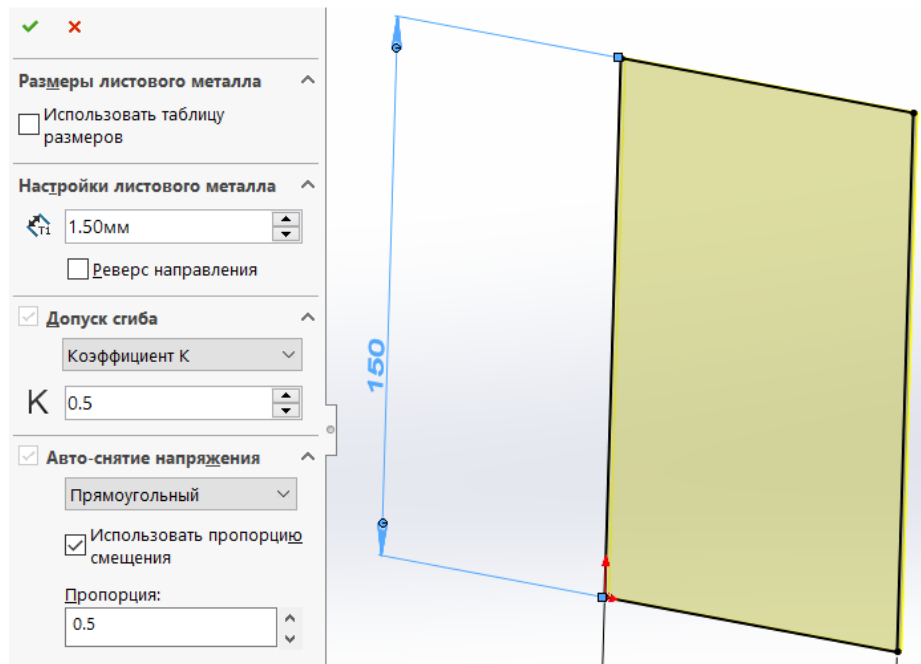 Размеры листового металла
Использовать таблицу
размеров
Настройки листового металла
T1
1.50мм
Реверс направления
Допуск сгиба
Коэффициент К
K
0.5
Авто-снятие напряжения
Прямоугольный
Использовать пропорцию
смещения
Пропорция:
0.5
150